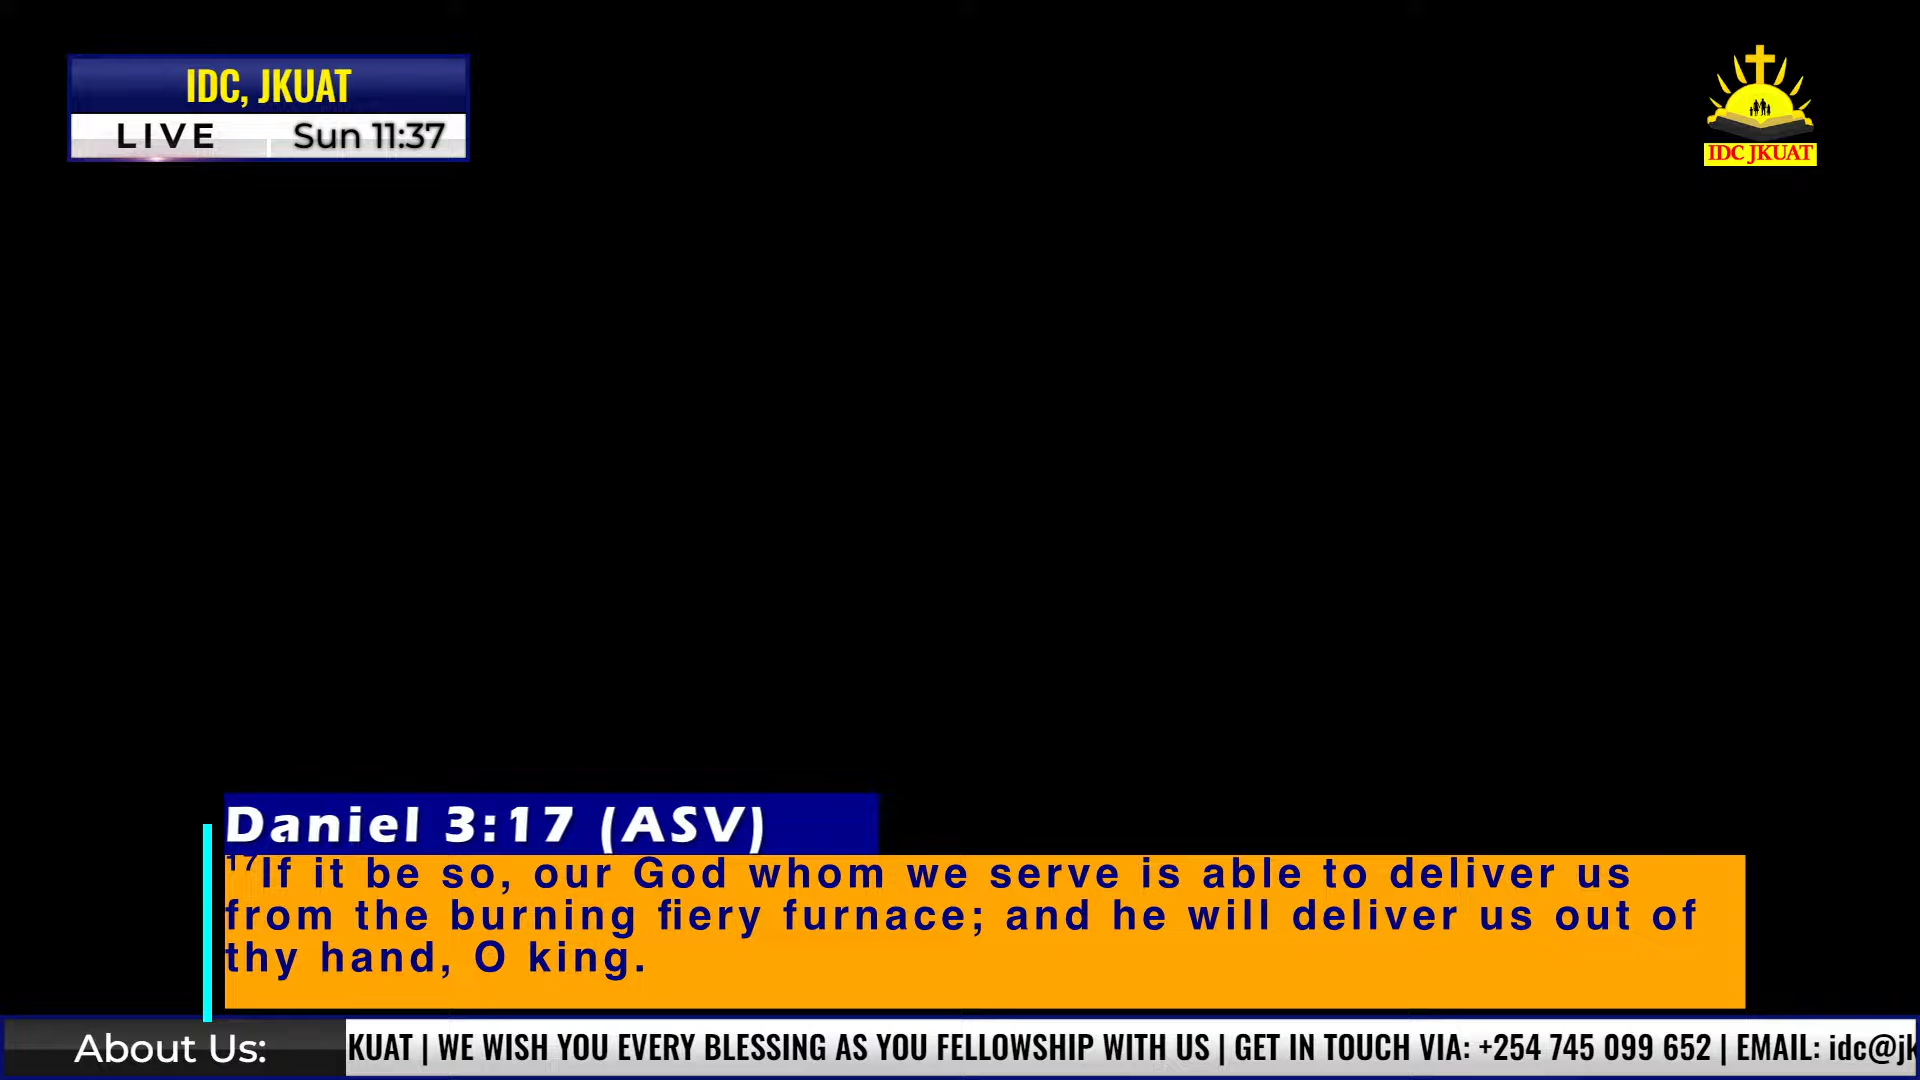 IDC, JKUAT
LIVE Sun 11:37
IDC JKUAT
Daniel 3:17 (ASV)
17If it be so, our God whom we serve is able to deliver us
from the burning fiery furnace; and he will deliver us out of
thy hand, O king.
About Us: KUAT | WE WISH YOU EVERY BLESSING AS YOU FELLOWSHIP WITH US | GET IN TOUCH VIA: +254 745 099 652 | EMAIL: idc@jk